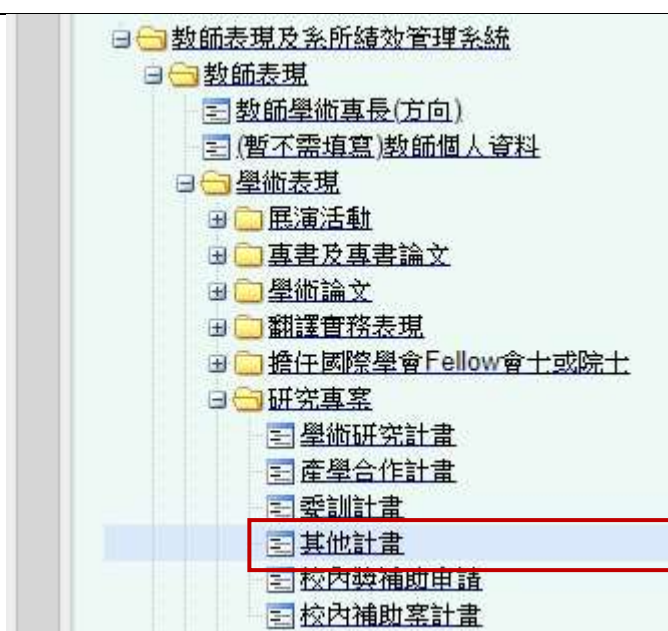 教師表現及系所績效管理系統
教師表現
教師學術專長(方向)
(暫不需填寫)教師個人資料
學術表現
展演活動
專書及專書論文
學術論文
翻譯實務表現
擔任國際學會Fellow會士或院士
研究專案
學術研究計畫
產學合作計畫
委訓計畫
其他計畫
校內獎補助申請
校內補助案計畫